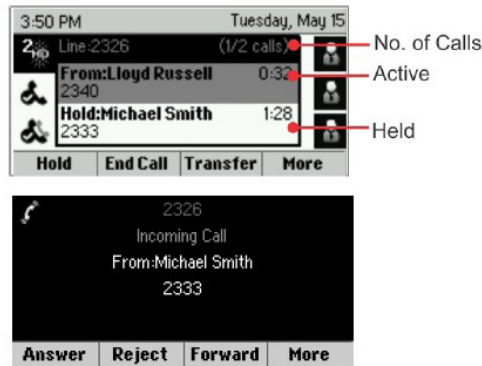 3:50 PM Tuesday, May 15
2 HD Line:2326 (1/2 calls)
No. of Calls
From:Lloyd Russell 0:32
Active
2340
Hold:Michael Smith 1:28
2333
Held
Hold End Call Transfer More
2326
Incoming Call
From:Michael Smith
2333
Answer Reject Forward More